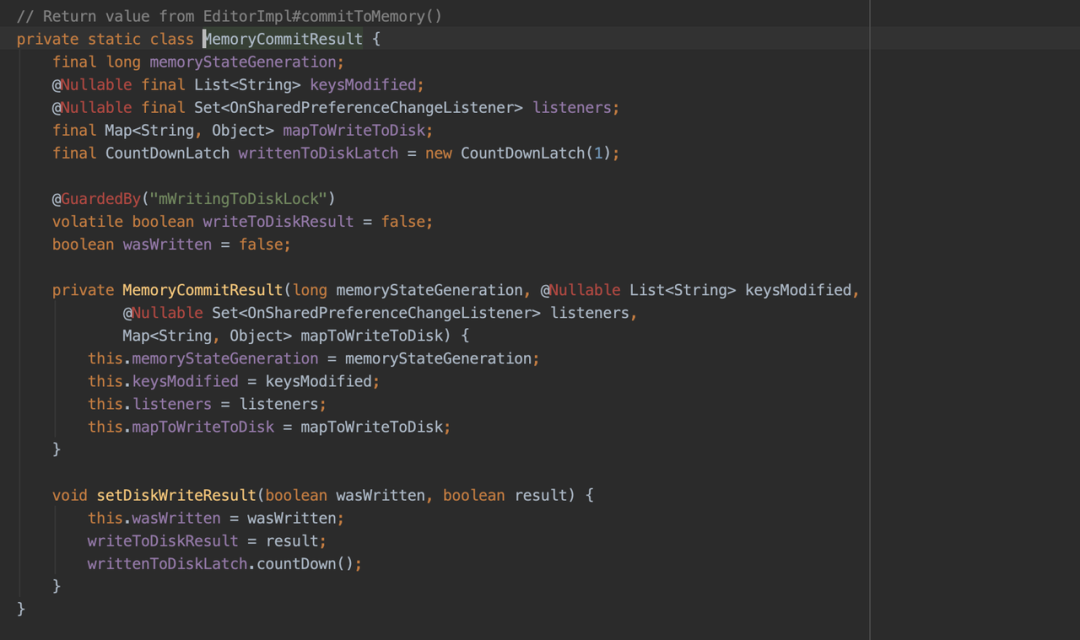 // Return value from EditorImpl#commitToMemory()
private static class MemoryCommitResult {
    final long memoryStateGeneration;
    @Nullable final List<String> keysModified;
    @Nullable final Set<OnSharedPreferenceChangeListener> listeners;
    final Map<String, Object> mapToWriteToDisk;
    final CountDownLatch writtenToDiskLatch = new CountDownLatch(1);

    @GuardedBy("mWritingToDiskLock")
    volatile boolean writeToDiskResult = false;
    boolean wasWritten = false;

    private MemoryCommitResult(long memoryStateGeneration, @Nullable List<String> keysModified,
            @Nullable Set<OnSharedPreferenceChangeListener> listeners,
            Map<String, Object> mapToWriteToDisk) {
        this.memoryStateGeneration = memoryStateGeneration;
        this.keysModified = keysModified;
        this.listeners = listeners;
        this.mapToWriteToDisk = mapToWriteToDisk;
    }

    void setDiskWriteResult(boolean wasWritten, boolean result) {
        this.wasWritten = wasWritten;
        writeToDiskResult = result;
        writtenToDiskLatch.countDown();
    }
}